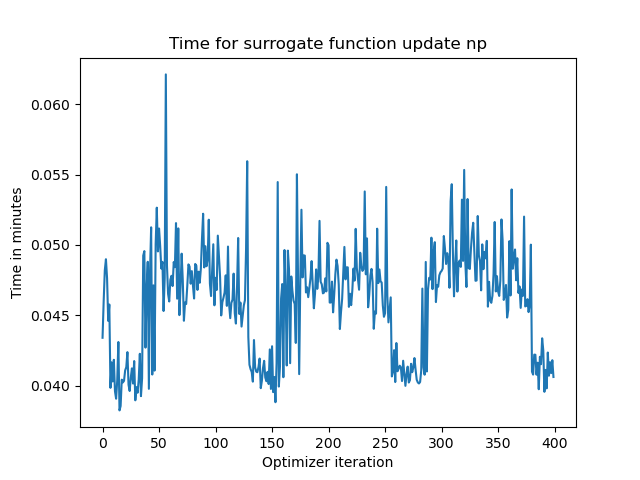 Time for surrogate function update np
0.060
0.055
0.050
0.045
0.040
Time in minutes
0 50 100 150 200 250 300 350 400
Optimizer iteration